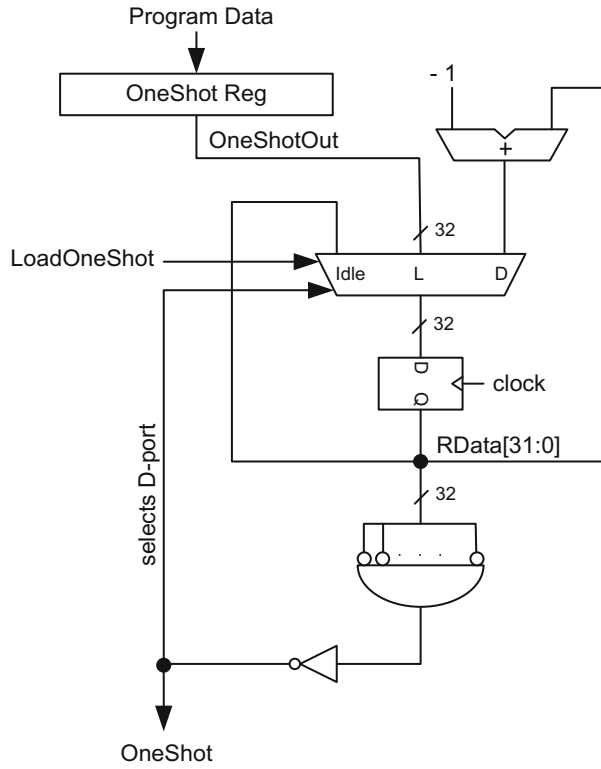 Program Data
OneShot Reg
- 1
OneShotOut
+
32
LoadOneShot
Idle L D
32
D
clock
Q
RData[31:0]
32
selects D-port
. . .
OneShot